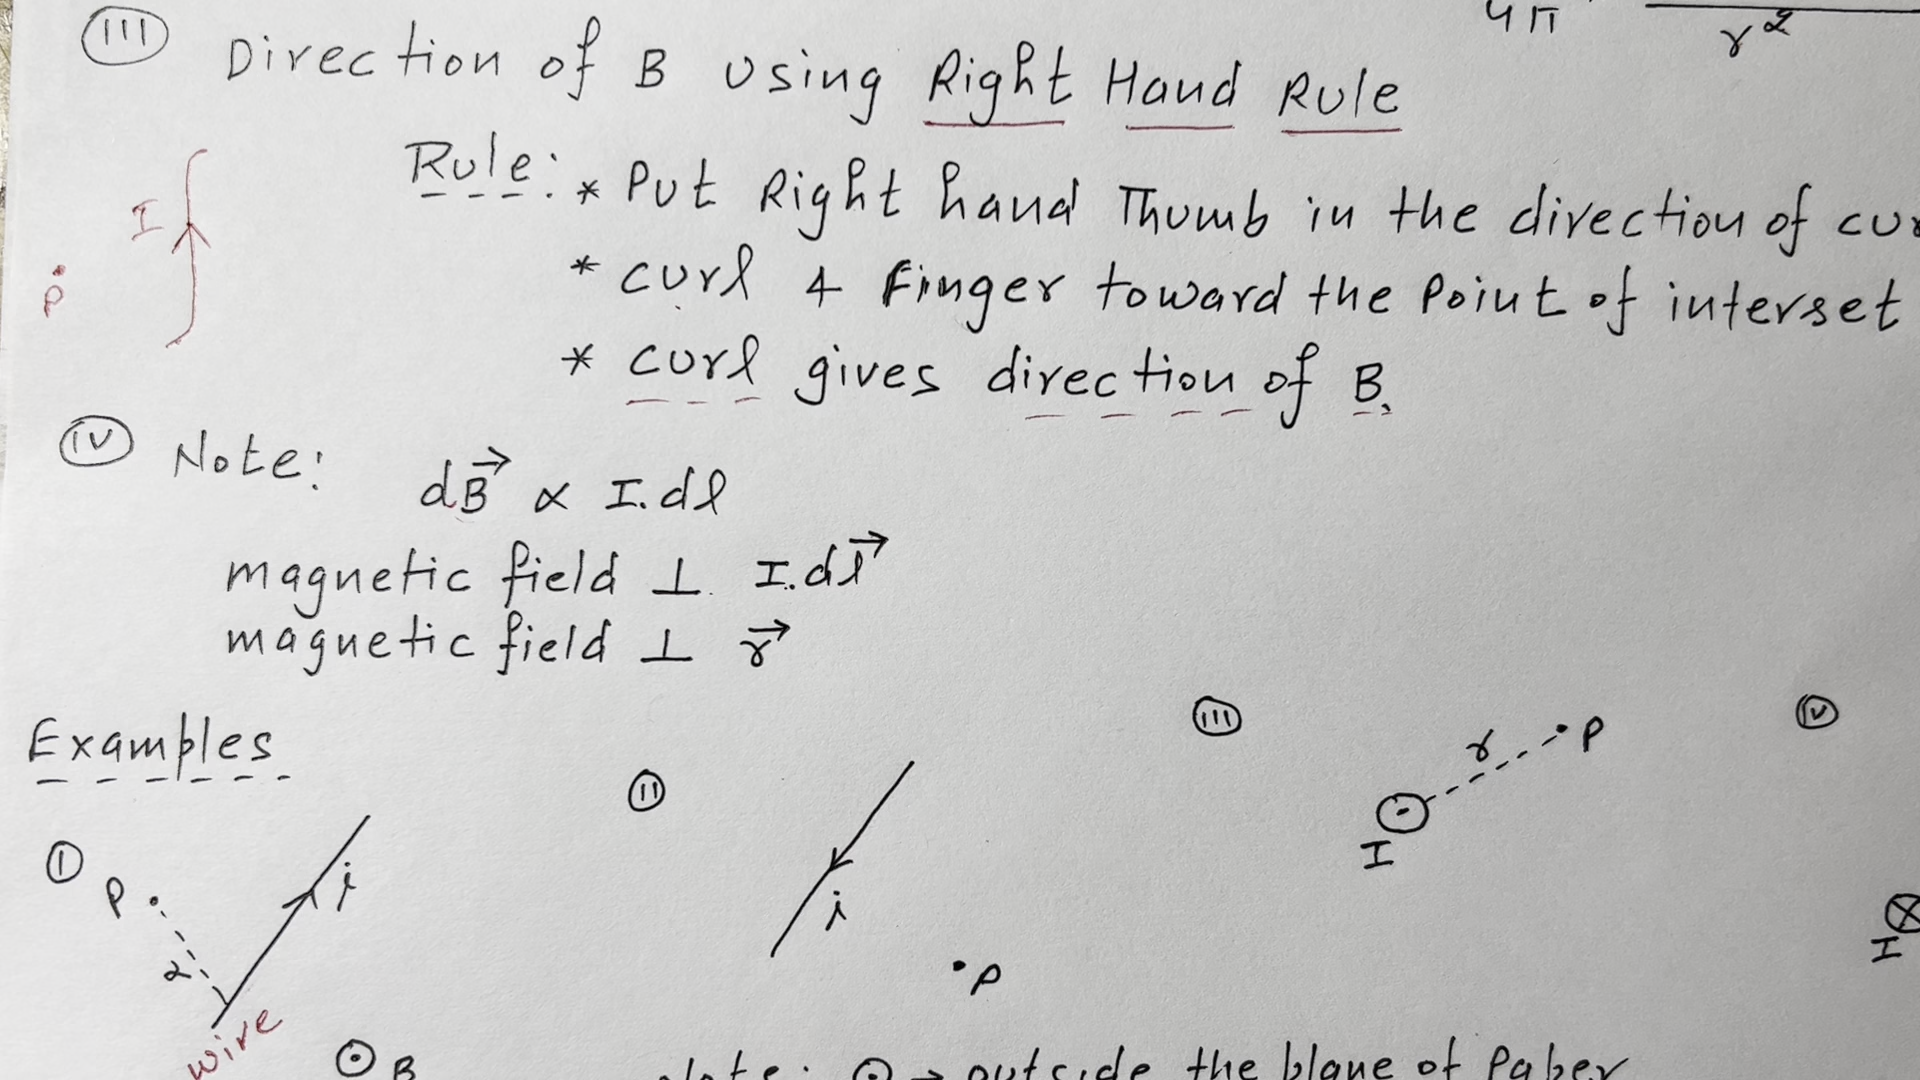 4π r²
(III) Direction of B using Right Hand Rule
Rule: * Put Right hand Thumb in the direction of
I
P
* curl 4 Finger toward the Point of interset
* curl gives direction of B.
(IV) Note: dB⃗ ∝ I.dl
magnetic field ⊥ I.dl⃗
magnetic field ⊥ r⃗
Examples
(I) P i r wire
(II) i P
(III) r P I
(IV) I
⊙ B
Note: ⊙ → outside the plane of Paper